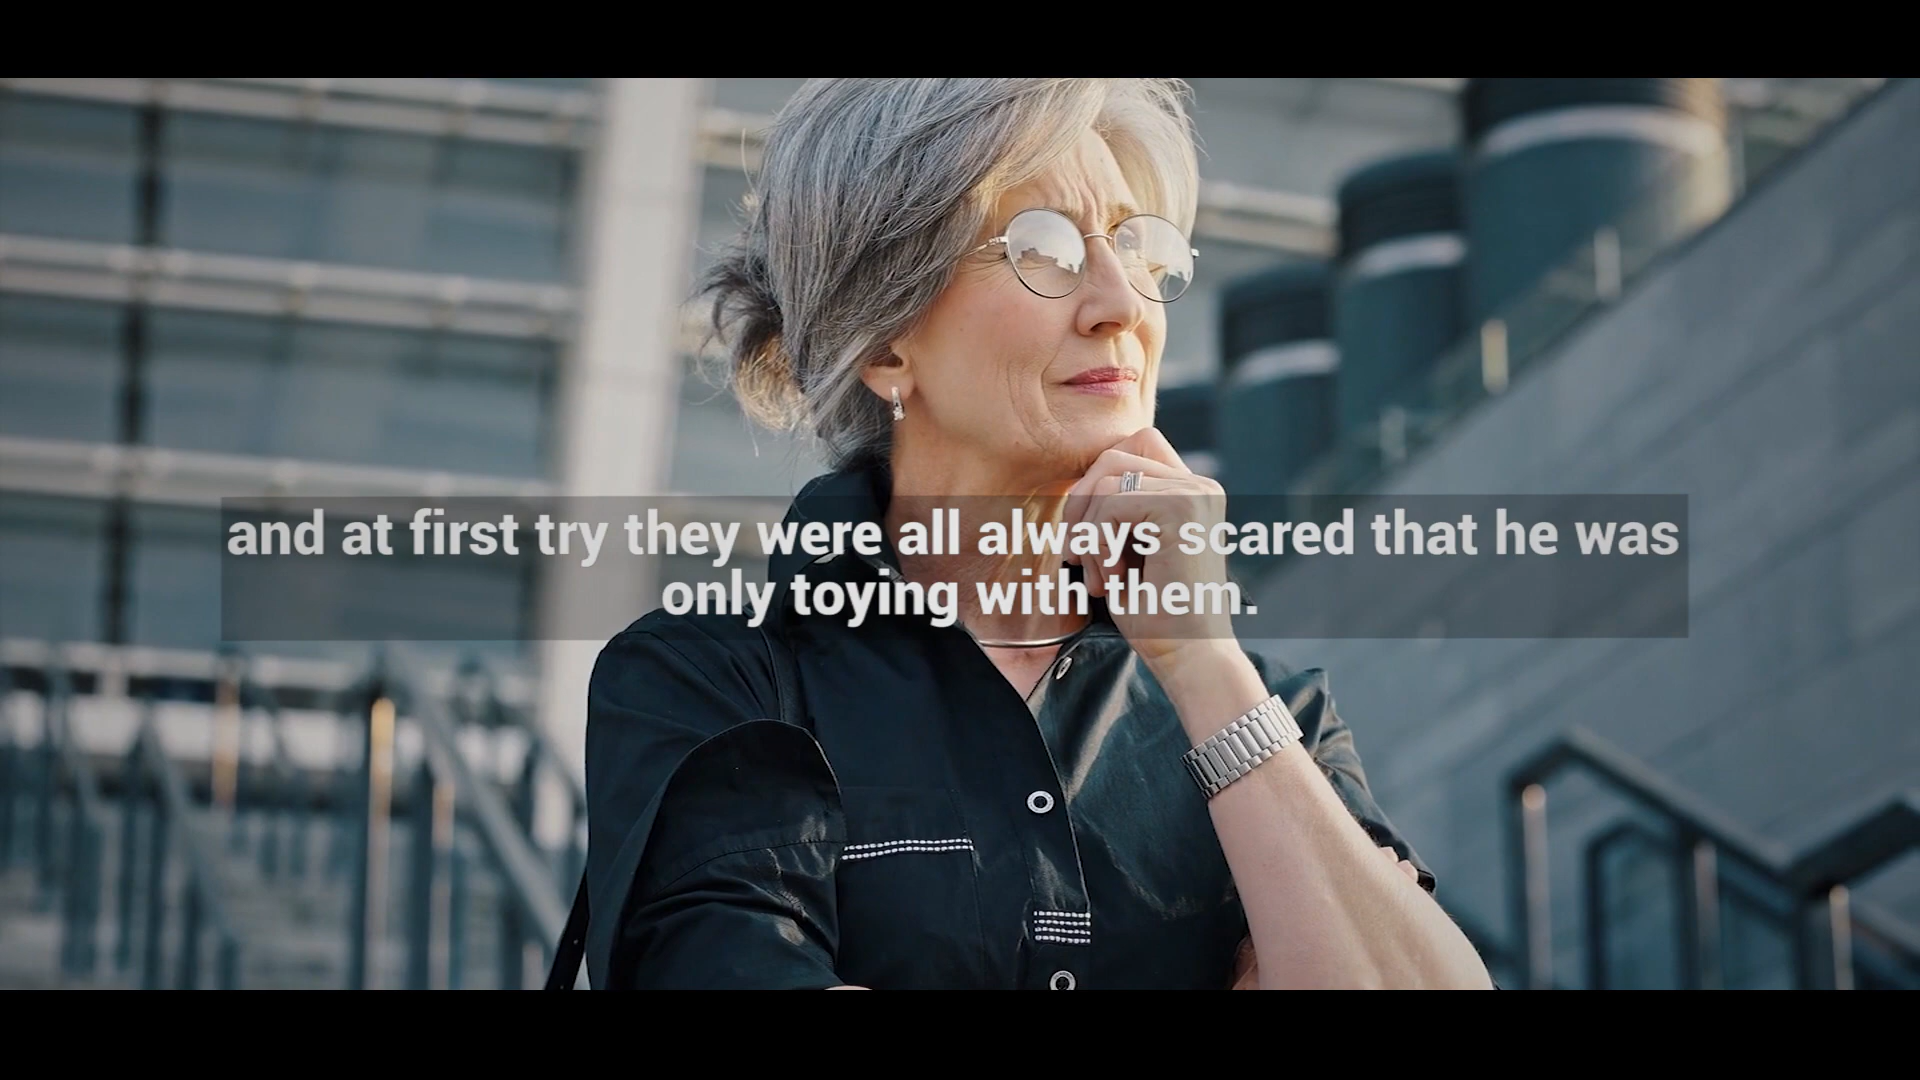 and at first try they were all always scared that he was
only toying with them.